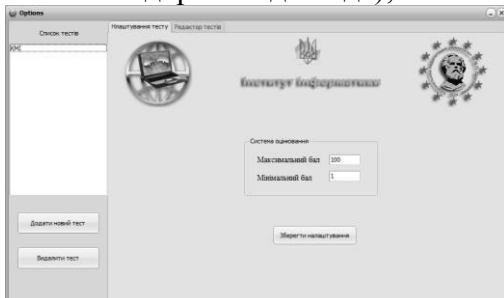 Options
Список тестів
Налаштування тесту Редактор тестів
КМС
Інститут інформатики
Система оцінювання
Максимальний бал 100
Мінімальний бал 1
Додати новий тест
Зберегти налаштування
Видалити тест